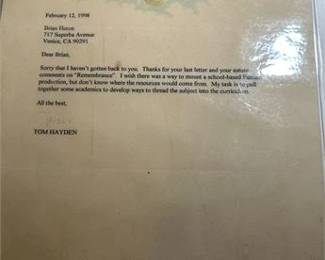 February 12, 1998
Brian Heron
717 Superba Avenue
Venice, CA 90291
Dear Brian,
Sorry that I haven't gotten back to you. Thanks for your last letter and your astute
comments on "Remembrance". I wish there was a way to mount a school-based
production, but don't know where the resources would come from. My task is to pull
together some academics to develop ways to thread the subject into the curriculum.
All the best,
TOM HAYDEN